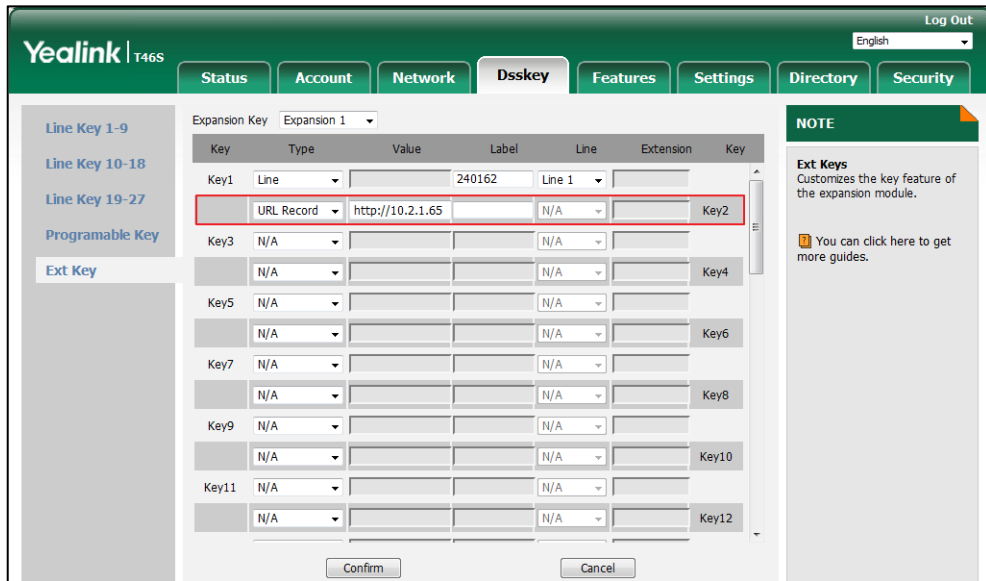 Log Out
Yealink T46S
English
Status Account Network Dsskey Features Settings Directory Security
Line Key 1-9
Line Key 10-18
Line Key 19-27
Programable Key
Ext Key
Expansion Key Expansion 1
Key Type Value Label Line Extension Key
Key1 Line 240162 Line 1
URL Record http://10.2.1.65 N/A Key2
Key3 N/A N/A
N/A N/A Key4
Key5 N/A N/A
N/A N/A Key6
Key7 N/A N/A
N/A N/A Key8
Key9 N/A N/A
N/A N/A Key10
Key11 N/A N/A
N/A N/A Key12
Confirm Cancel
NOTE
Ext Keys
Customizes the key feature of
the expansion module.
You can click here to get
more guides.